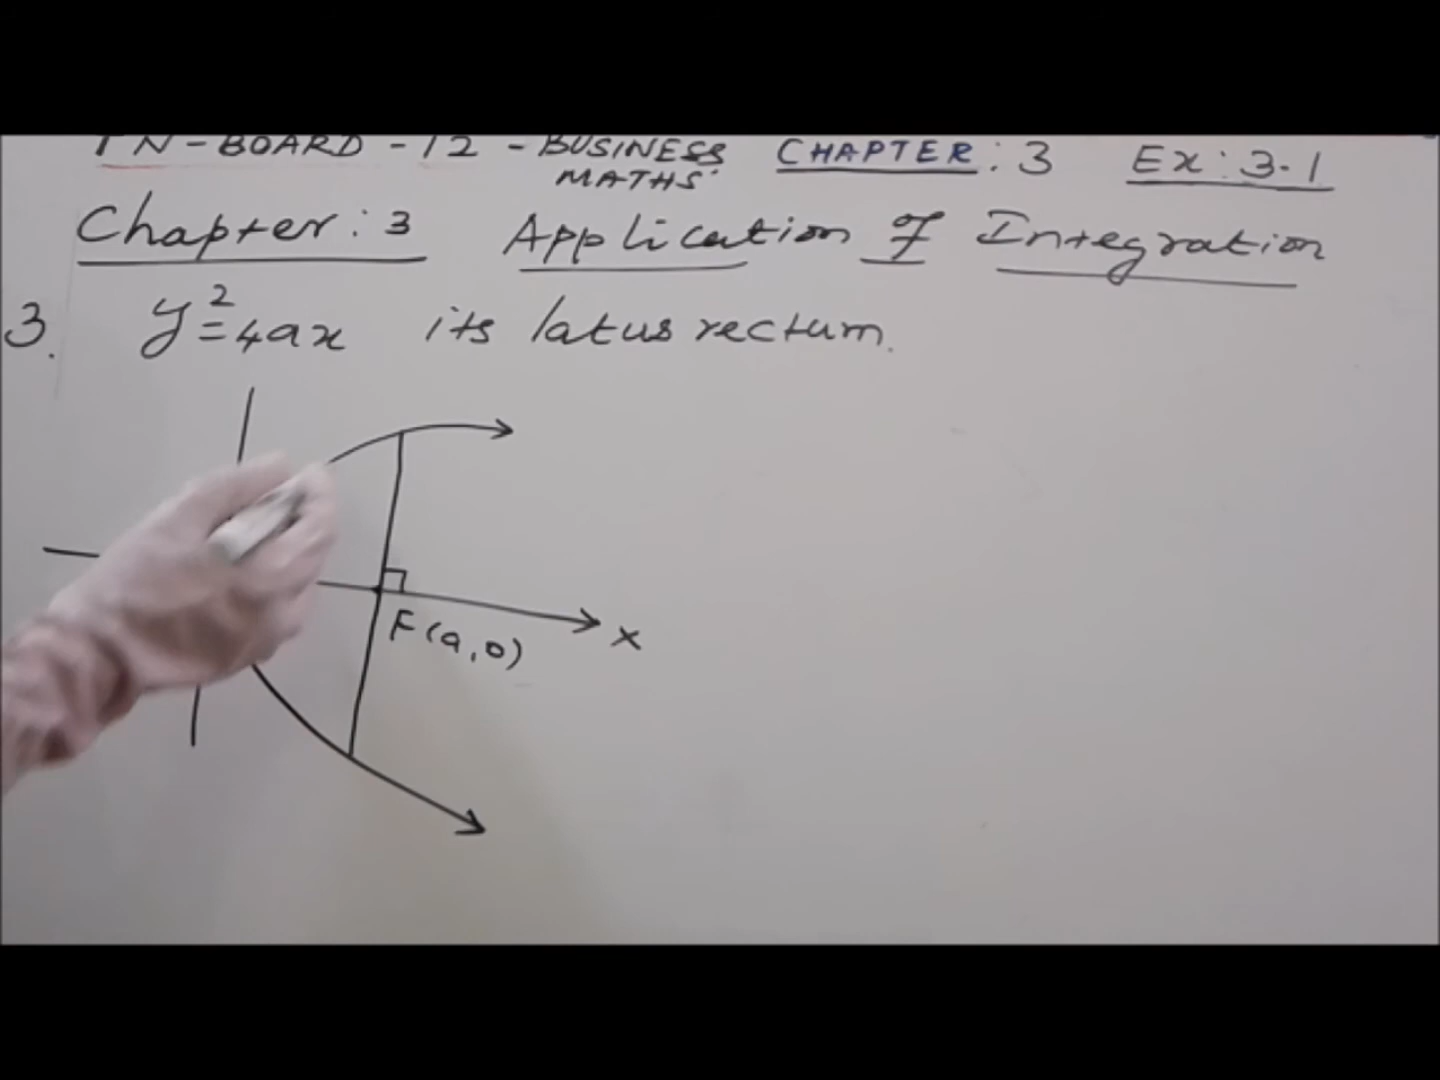 TN-BOARD-12-BUSINESS MATHS CHAPTER: 3 Ex: 3.1
Chapter: 3 Application of Integration
3. y²=4ax its latus rectum.
F(a,0)
x